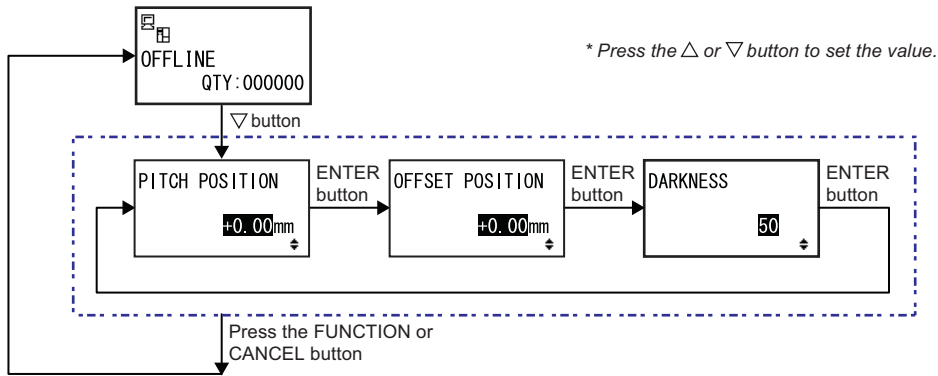 OFFLINE
QTY:000000
* Press the △ or ▽ button to set the value.
▽ button
PITCH POSITION
+0.00mm
ENTER
button
OFFSET POSITION
+0.00mm
ENTER
button
DARKNESS
50
ENTER
button
Press the FUNCTION or
CANCEL button